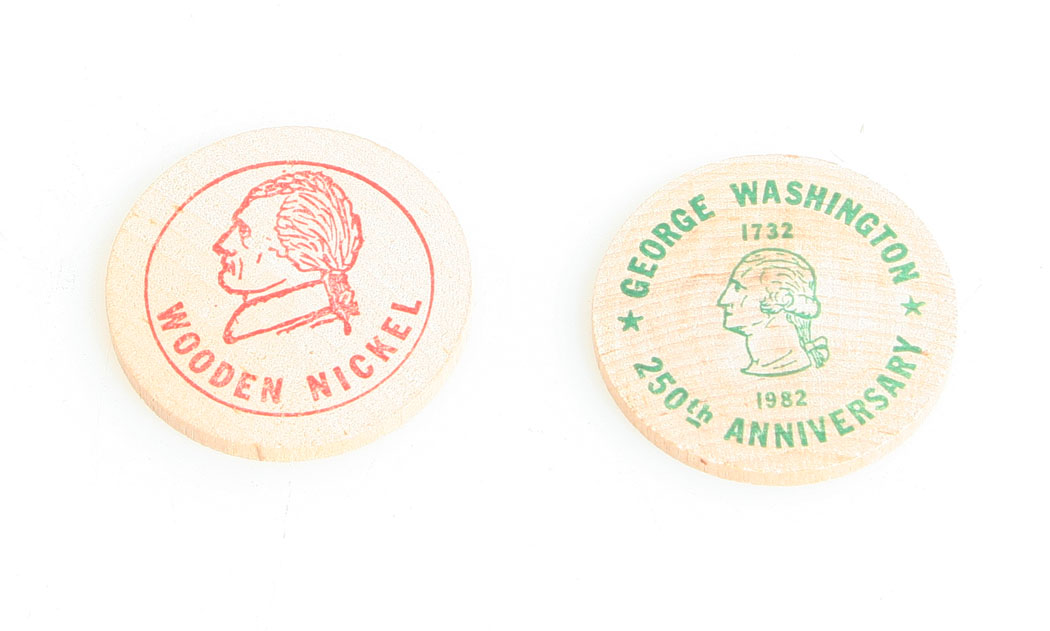 WOODEN NICKEL
GEORGE WASHINGTON
1732
1982
250th ANNIVERSARY